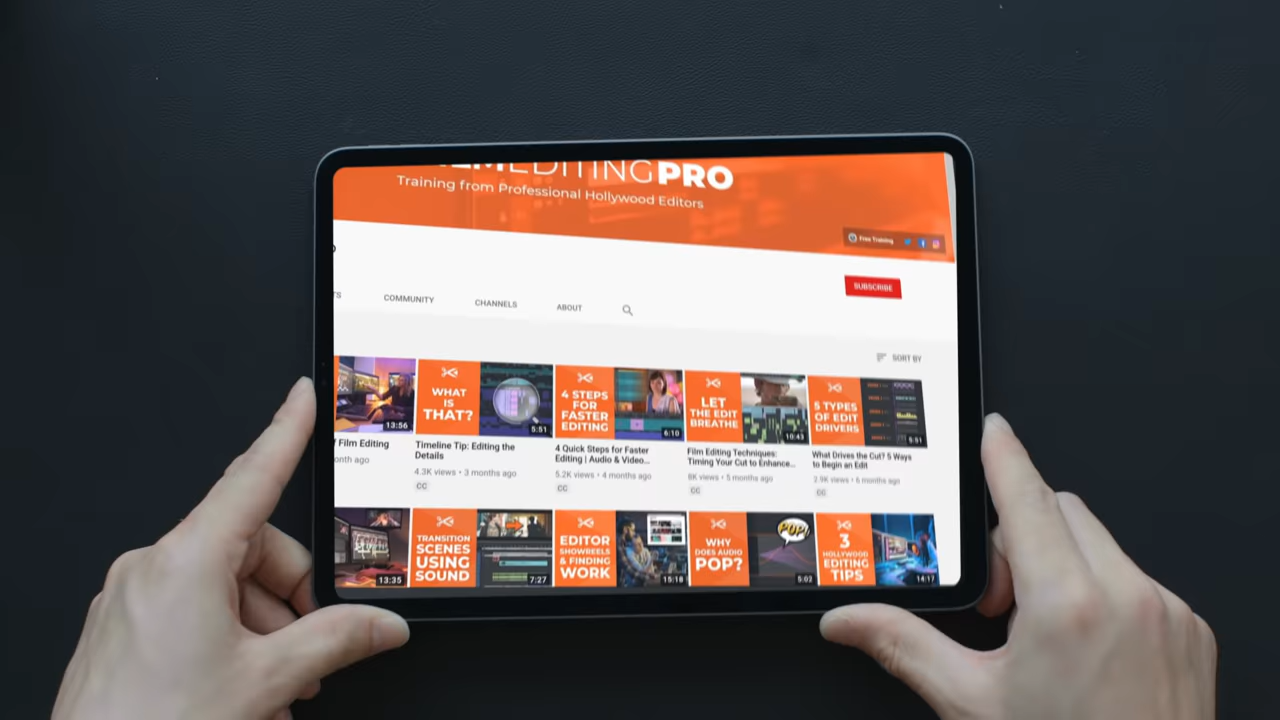 EDITINGPRO
Training from Professional Hollywood Editors
Free Training
SUBSCRIBE
COMMUNITY
CHANNELS
ABOUT
SORT BY
13:56
WHAT
IS
THAT?
5:51
4 STEPS
FOR
FASTER
EDITING
6:10
LET
THE EDIT
BREATHE
10:43
5 TYPES
OF EDIT
DRIVERS
5:51
Film Editing
onth ago
Timeline Tip: Editing the
Details
4.3K views • 3 months ago
CC
4 Quick Steps for Faster
Editing | Audio & Video...
5.2K views • 4 months ago
CC
Film Editing Techniques:
Timing Your Cut to Enhance...
8K views • 5 months ago
CC
What Drives the Cut? 5 Ways
to Begin an Edit
2.9K views • 6 months ago
CC
13:35
TRANSITION
SCENES
USING
SOUND
7:27
EDITOR
SHOWREELS
& FINDING
WORK
15:18
WHY
DOES AUDIO
POP?
POP!
5:02
3
HOLLYWOOD
EDITING
TIPS
14:17